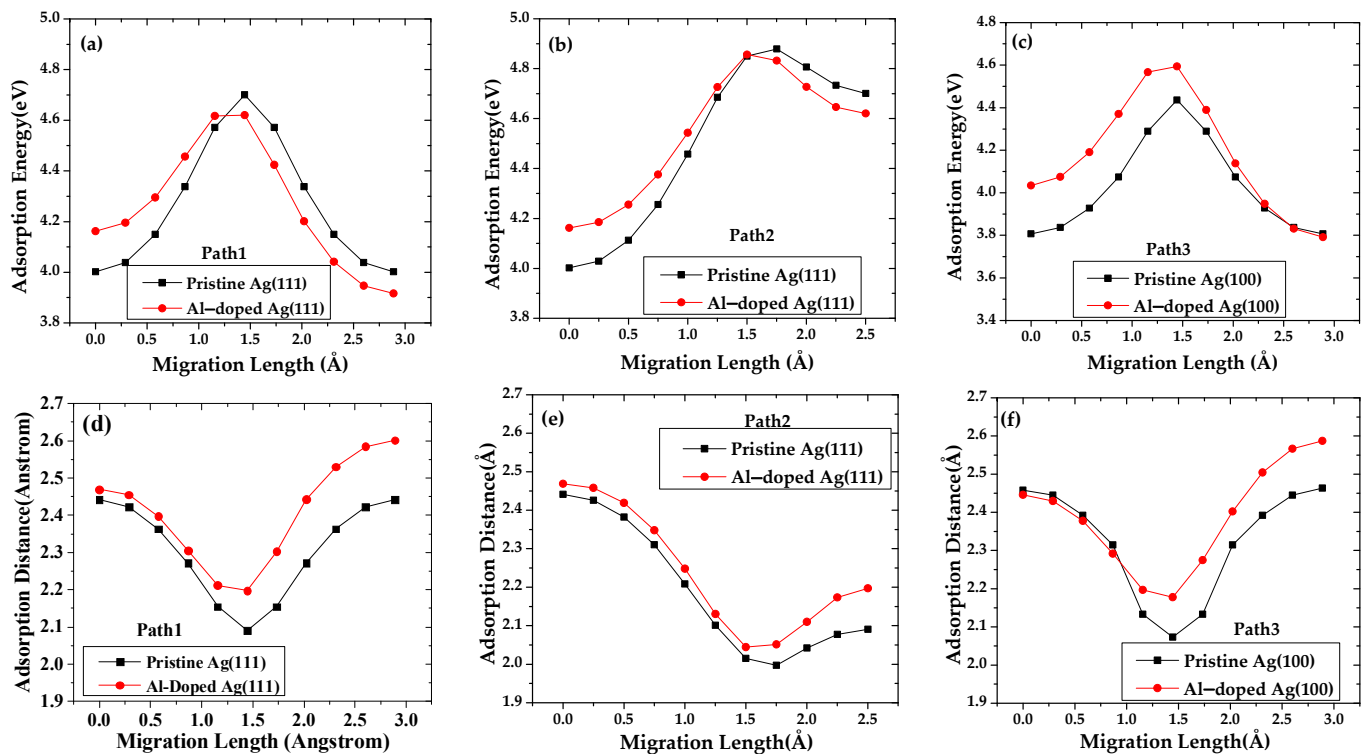 (a)
Adsorption Energy(eV)
5.0
4.8
4.6
4.4
4.2
4.0
3.8
Path1
Pristine Ag(111)
Al–doped Ag(111)
0.0 0.5 1.0 1.5 2.0 2.5 3.0
Migration Length (Å)
(b)
Adsorption Energy(eV)
5.0
4.8
4.6
4.4
4.2
4.0
3.8
Path2
Pristine Ag(111)
Al–doped Ag(111)
0.0 0.5 1.0 1.5 2.0 2.5
Migration Length (Å)
(c)
Adsorption Energy(eV)
4.8
4.6
4.4
4.2
4.0
3.8
3.6
3.4
Path3
Pristine Ag(100)
Al–doped Ag(100)
0.0 0.5 1.0 1.5 2.0 2.5 3.0
Migration Length (Å)
(d)
Adsorption Distance(Anstrom)
2.7
2.6
2.5
2.4
2.3
2.2
2.1
2.0
1.9
Path1
Pristine Ag(111)
Al-Doped Ag(111)
0.0 0.5 1.0 1.5 2.0 2.5 3.0
Migration Length (Angstrom)
(e)
Adsorption Distance(Å)
2.7
2.6
2.5
2.4
2.3
2.2
2.1
2.0
1.9
Path2
Pristine Ag(111)
Al–doped Ag(111)
0.0 0.5 1.0 1.5 2.0 2.5
Migration Length(Å)
(f)
Adsorption Distance(Å)
2.7
2.6
2.5
2.4
2.3
2.2
2.1
2.0
1.9
Path3
Pristine Ag(100)
Al–doped Ag(100)
0.0 0.5 1.0 1.5 2.0 2.5 3.0
Migration Length(Å)